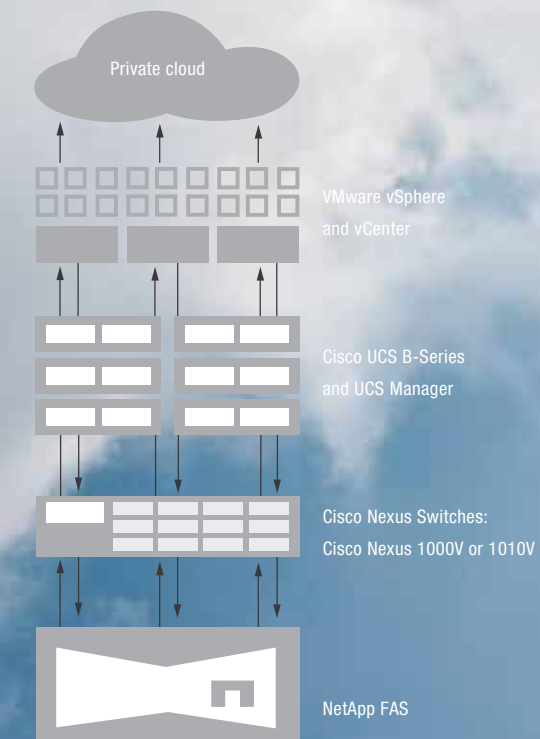 Private cloud
VMware vSphere
and vCenter
Cisco UCS B-Series
and UCS Manager
Cisco Nexus Switches:
Cisco Nexus 1000V or 1010V
NetApp FAS